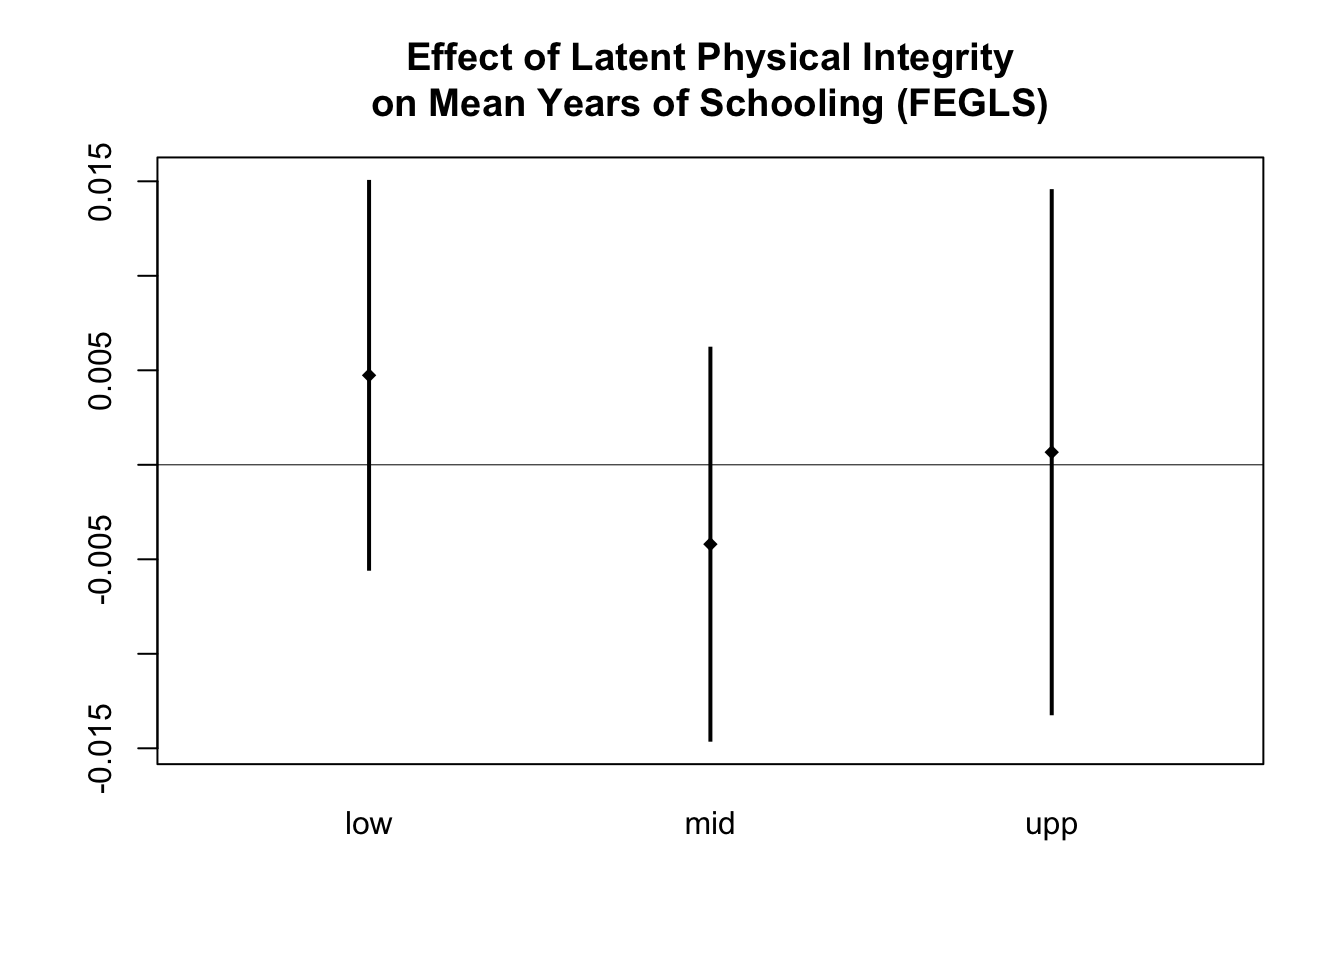 Effect of Latent Physical Integrity
on Mean Years of Schooling (FEGLS)
0.015
0.005
-0.005
-0.015
low mid upp